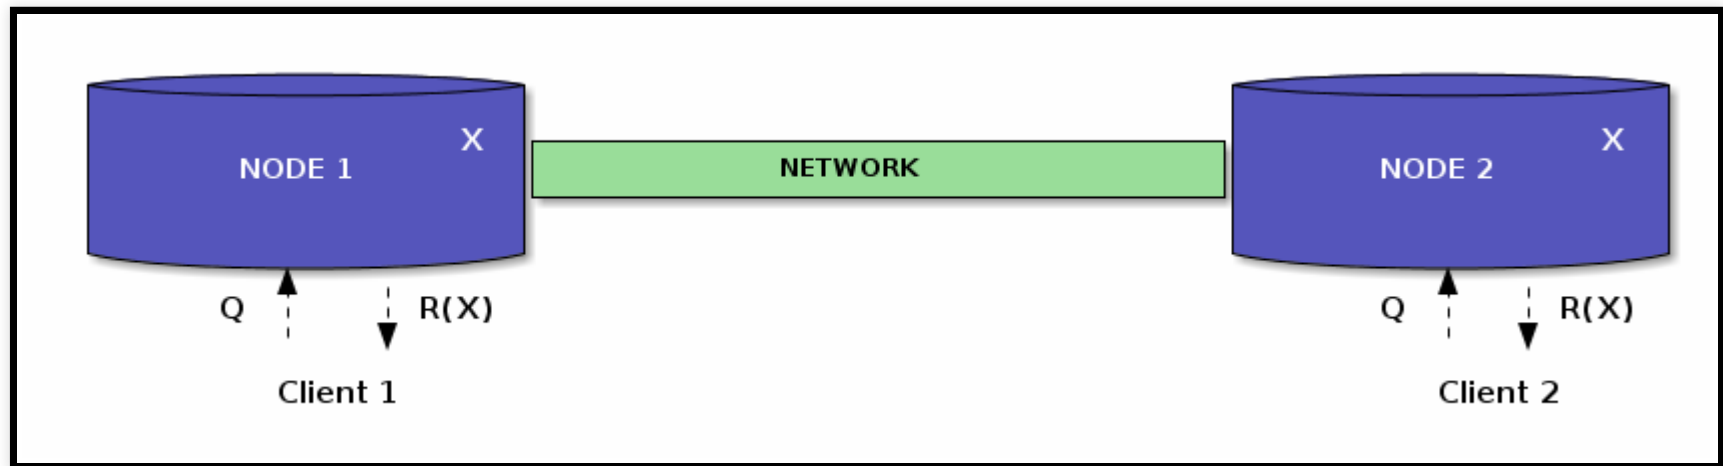 X
X
NODE 1
NETWORK
NODE 2
Q
R(X)
Q
R(X)
Client 1
Client 2